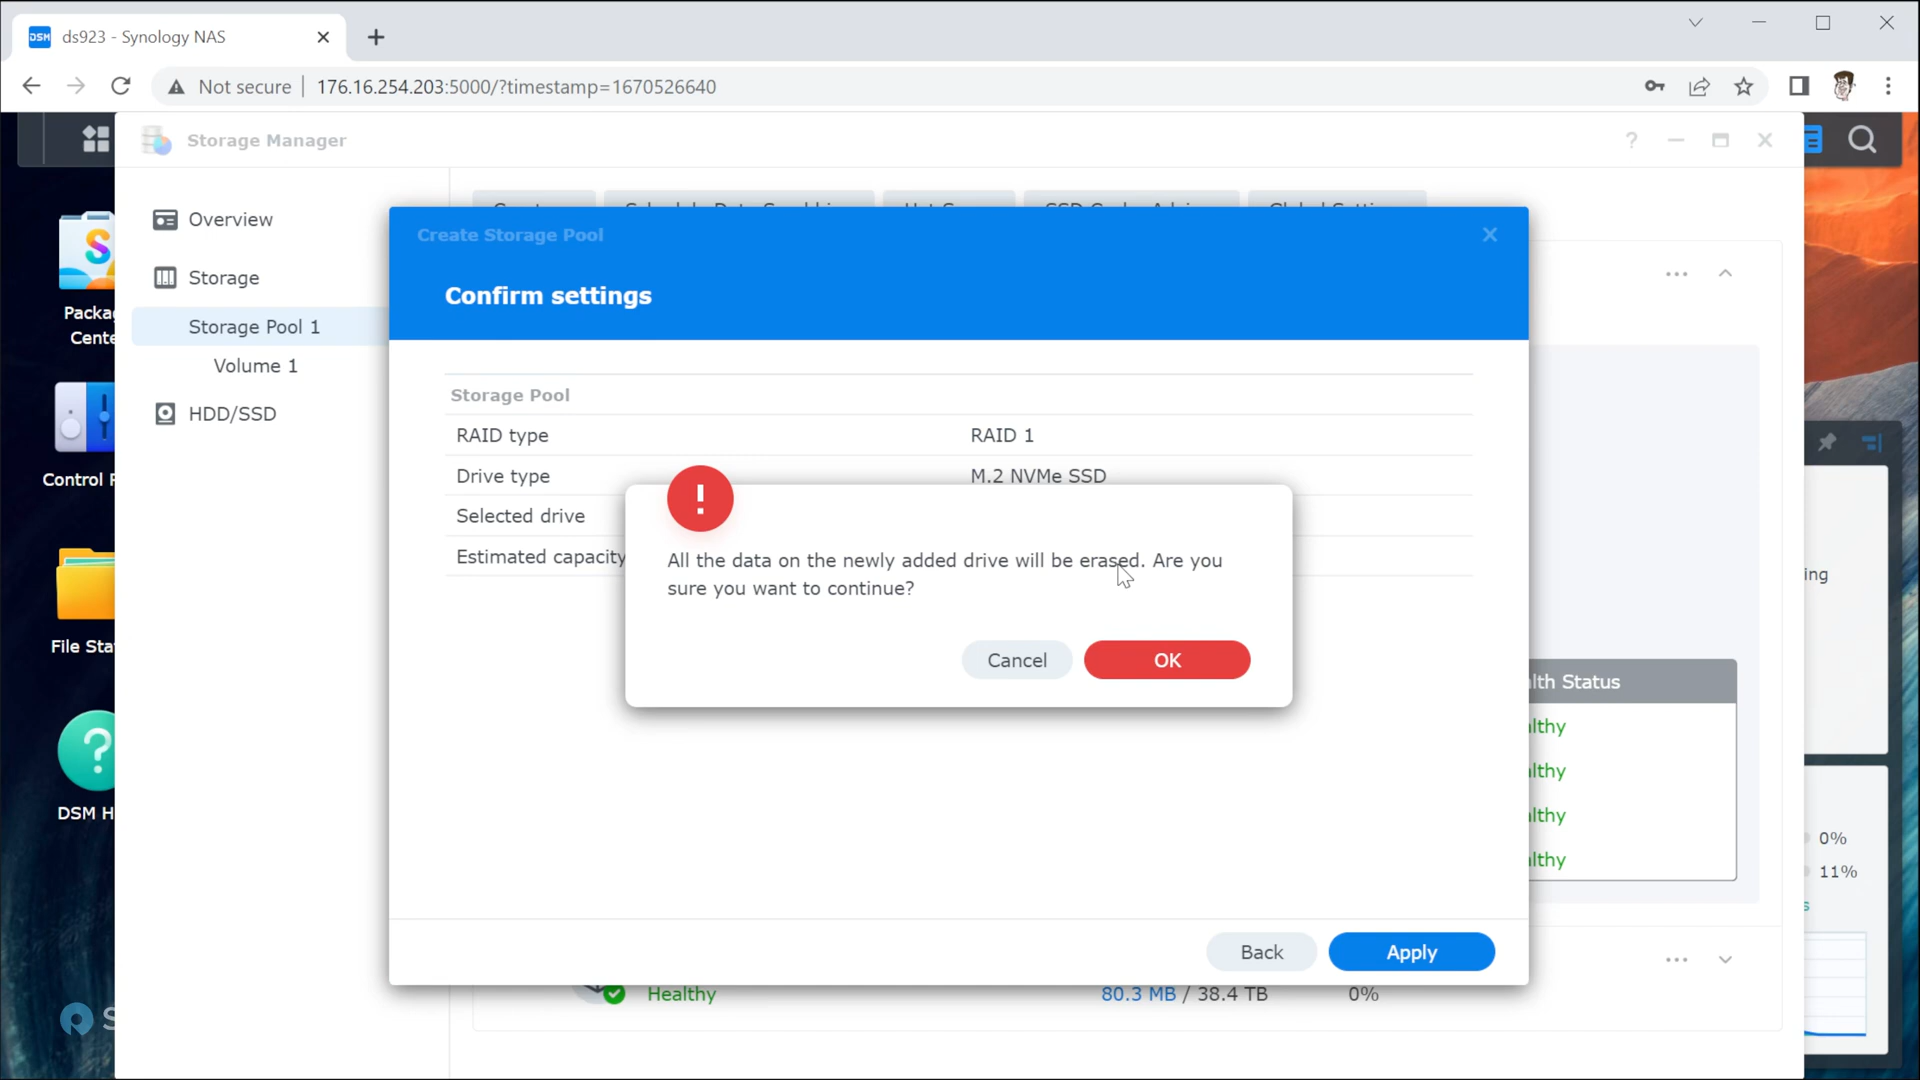 DSM ds923 - Synology NAS
Not secure 176.16.254.203:5000/?timestamp=1670526640
Storage Manager
?
Overview
Storage
Storage Pool 1
Volume 1
HDD/SSD
Create Storage Pool
Confirm settings
Storage Pool
RAID type RAID 1
Drive type M.2 NVMe SSD
Selected drive
Estimated capacity
All the data on the newly added drive will be erased. Are you
sure you want to continue?
Cancel OK
Back Apply
Healthy 80.3 MB / 38.4 TB 0%
lth Status
lthy
lthy
lthy
lthy
ing
0%
11%
s
Packa
Cente
Control P
File Sta
DSM H
S